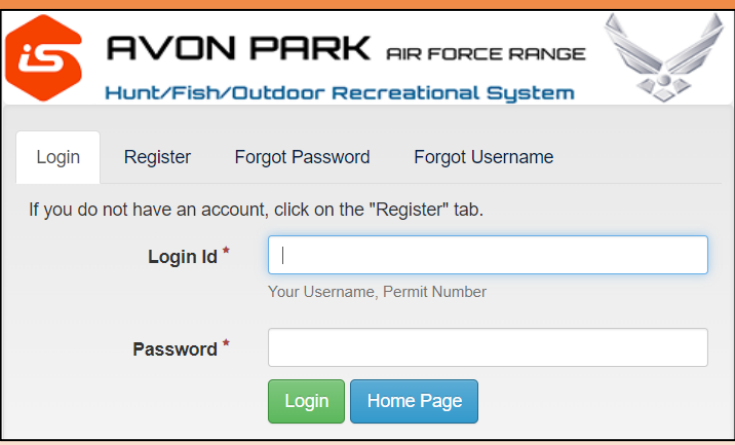 iS
AVON PARK AIR FORCE RANGE
Hunt/Fish/Outdoor Recreational System
Login Register Forgot Password Forgot Username
If you do not have an account, click on the "Register" tab.
Login Id *
Your Username, Permit Number
Password *
Login Home Page